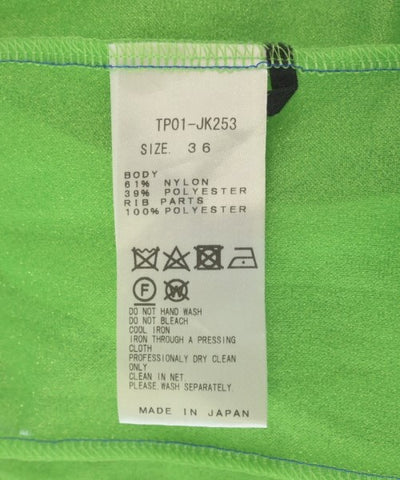 TP01-JK253
SIZE. 36
BODY
61% NYLON
39% POLYESTER
RIB PARTS
100% POLYESTER
F W
DO NOT HAND WASH
DO NOT BLEACH
COOL IRON
IRON THROUGH A PRESSING
CLOTH
PROFESSIONALY DRY CLEAN
ONLY
CLEAN IN NET
PLEASE WASH SEPARATELY.
MADE IN JAPAN